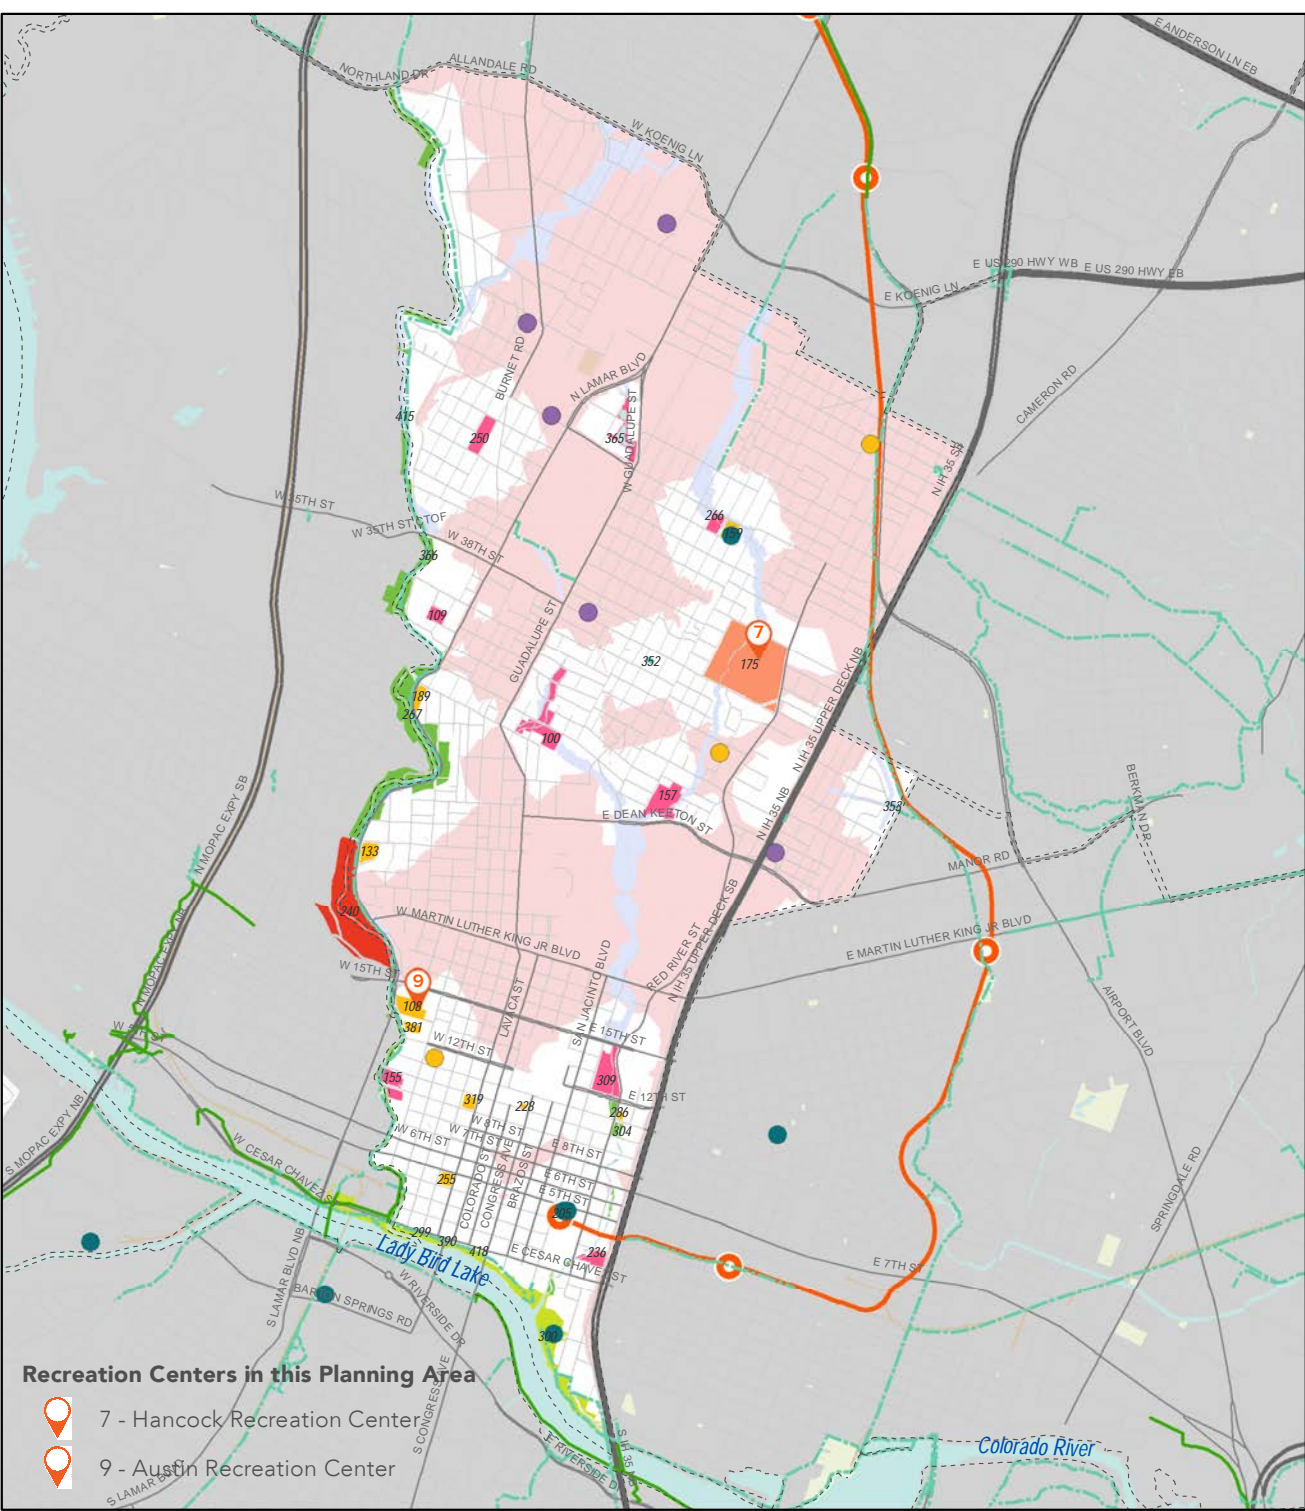 E ANDERSON LN EB
ALLANDALE RD
NORTHLAND DR
W KOENIG LN
E US 290 HWY WB
E US 290 HWY EB
E KOENIG LN
BURNET RD
N LAMAR BLVD
CAMERON RD
W GUADALUPE ST
415
250
365
N IH 35 SB
W 35TH ST
W 35TH ST CTOF
W 38TH ST
266
159
366
109
GUADALUPE ST
7
352
175
N IH 35 UPPER DECK NB
189
267
100
157
E DEAN KEETON ST
N IH 35 NB
353
BERKMAN DR
N MOPAC EXPY SB
133
MANOR RD
240
W MARTIN LUTHER KING JR BLVD
N IH 35 UPPER DECK SB
RED RIVER ST
E MARTIN LUTHER KING JR BLVD
N MOPAC EXPY NB
W 15TH ST
9
108
381
LAVACA ST
SAN JACINTO BLVD
E 15TH ST
AIRPORT BLVD
W 5TH ST
W 12TH ST
155
309
E 12TH ST
319
228
286
304
S MOPAC EXPY NB
W 6TH ST
W 8TH ST
W 7TH ST
E 8TH ST
W CESAR CHAVEZ ST
255
COLORADO ST
CONGRESS AVE
BRAZOS ST
E 6TH ST
E 5TH ST
205
SPRINGDALE RD
299
390
418
Lady Bird Lake
E CESAR CHAVEZ ST
236
E 7TH ST
S LAMAR BLVD NB
BARTON SPRINGS RD
W RIVERSIDE DR
300
Recreation Centers in this Planning Area
7 - Hancock Recreation Center
9 - Austin Recreation Center
S CONGRESS AVE
S LAMAR BLVD
E RIVERSIDE DR
S IH 35
Colorado River